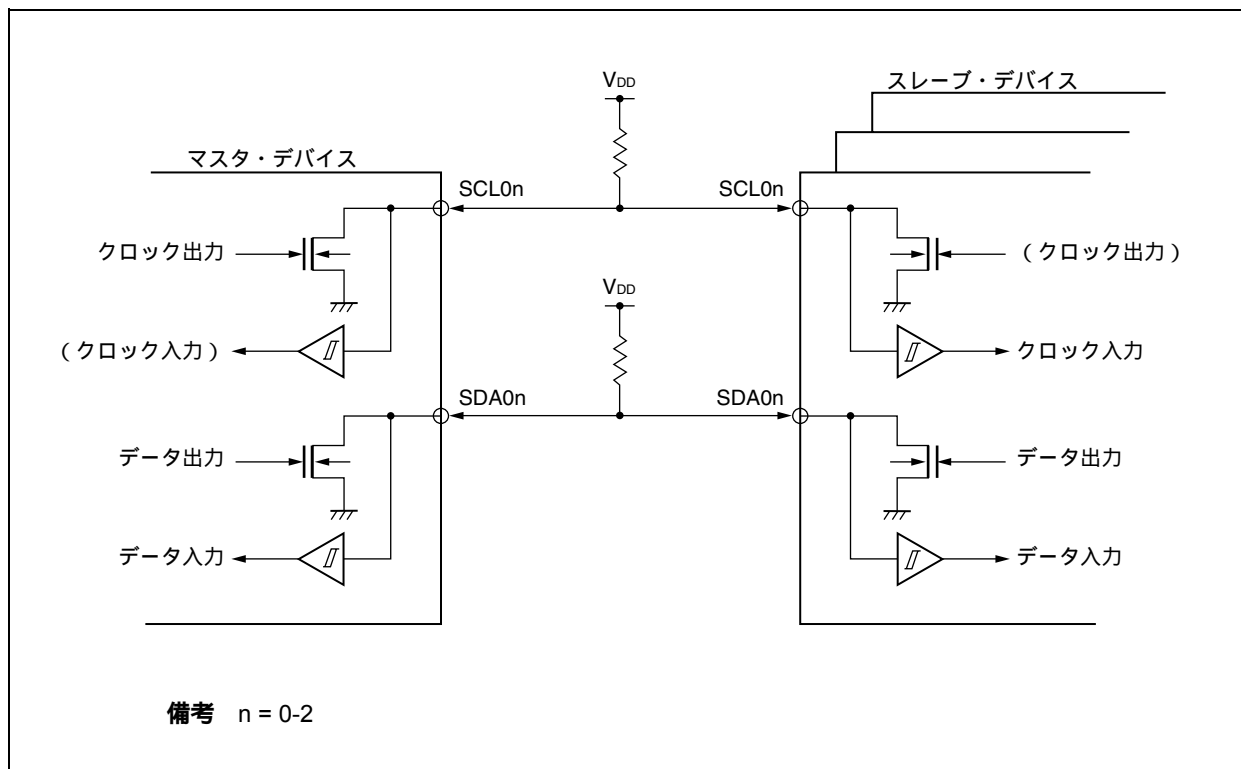 VDD
スレーブ・デバイス
マスタ・デバイス
SCL0n
SCL0n
クロック出力
(クロック出力)
VDD
(クロック入力)
クロック入力
SDA0n
SDA0n
データ出力
データ出力
データ入力
データ入力
備考 n = 0-2